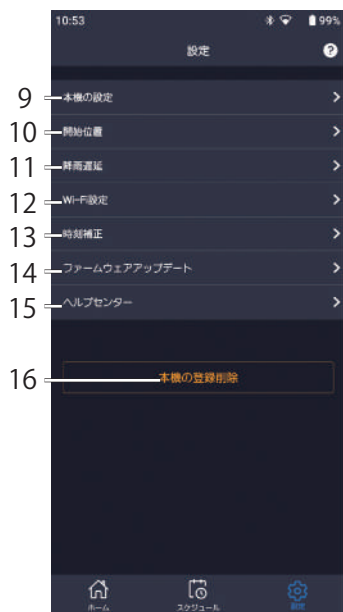 10:53 99%
設定 ?
9 本機の設定
10 開始位置
11 降雨遅延
12 Wi-Fi設定
13 時刻補正
14 ファームウェアアップデート
15 ヘルプセンター
16 本機の登録削除
ホーム スケジュール 設定